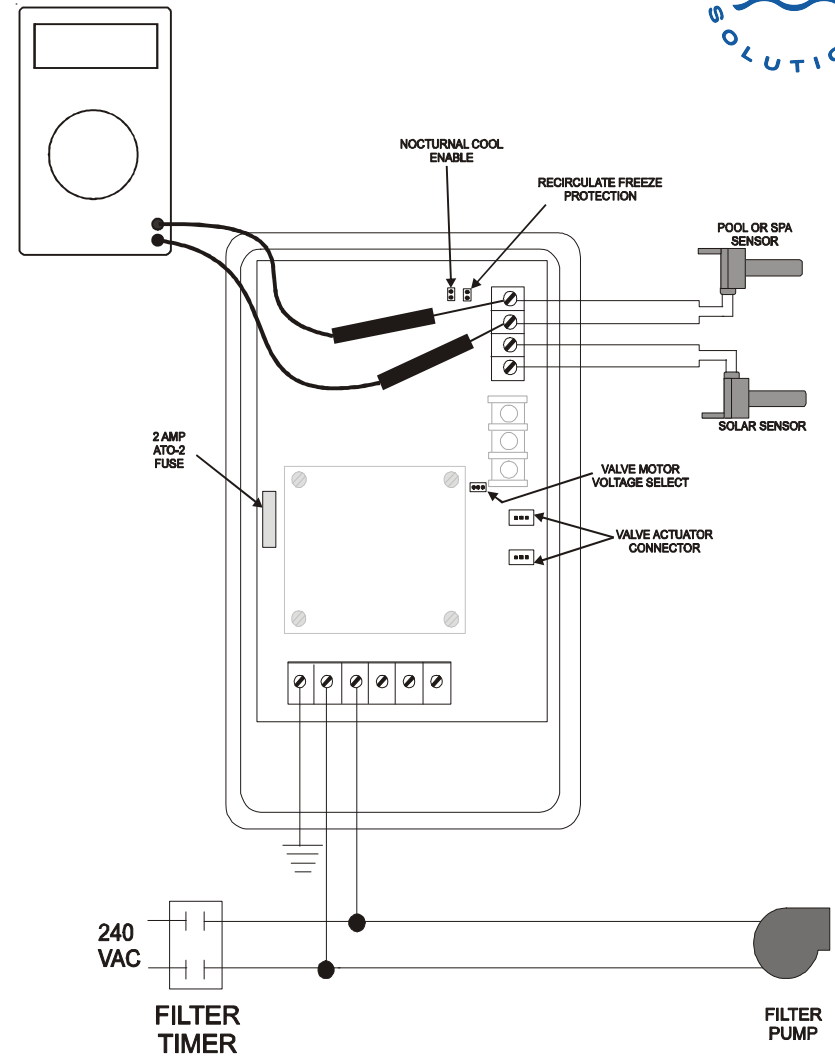 SOLUTIO
NOCTURNAL COOL
ENABLE
RECIRCULATE FREEZE
PROTECTION
POOL OR SPA
SENSOR
SOLAR SENSOR
2 AMP
ATO-2
FUSE
VALVE MOTOR
VOLTAGE SELECT
VALVE ACTUATOR
CONNECTOR
240
VAC
FILTER
TIMER
FILTER
PUMP